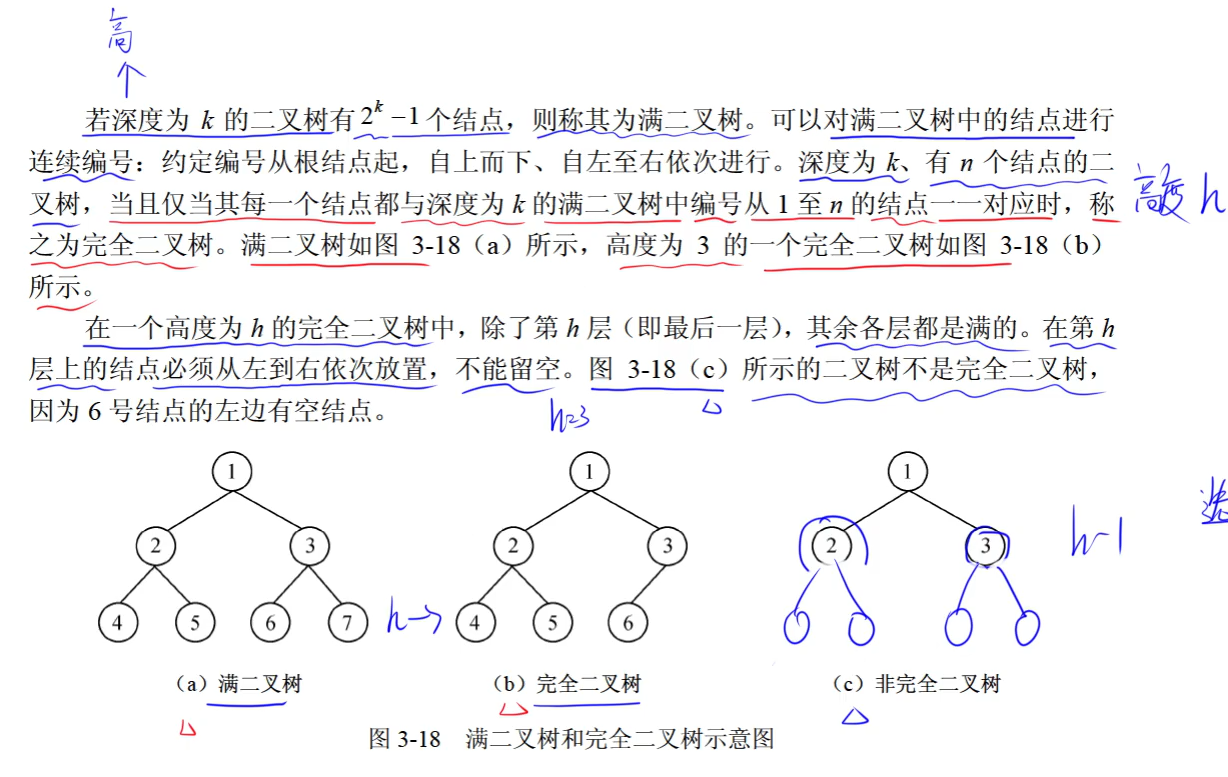 高
若深度为 k 的二叉树有 2^k −1 个结点，则称其为满二叉树。可以对满二叉树中的结点进行
连续编号：约定编号从根结点起，自上而下、自左至右依次进行。深度为 k、有 n 个结点的二
叉树，当且仅当其每一个结点都与深度为 k 的满二叉树中编号从 1 至 n 的结点一一对应时，称
高度 h
之为完全二叉树。满二叉树如图 3-18（a）所示，高度为 3 的一个完全二叉树如图 3-18（b）
所示。
在一个高度为 h 的完全二叉树中，除了第 h 层（即最后一层），其余各层都是满的。在第 h
层上的结点必须从左到右依次放置，不能留空。图 3-18（c）所示的二叉树不是完全二叉树，
因为 6 号结点的左边有空结点。
h=3
1 1 1
2 3 2 3 2 3 h-1
4 5 6 7 h→ 4 5 6
（a）满二叉树 （b）完全二叉树 （c）非完全二叉树
图 3-18 满二叉树和完全二叉树示意图